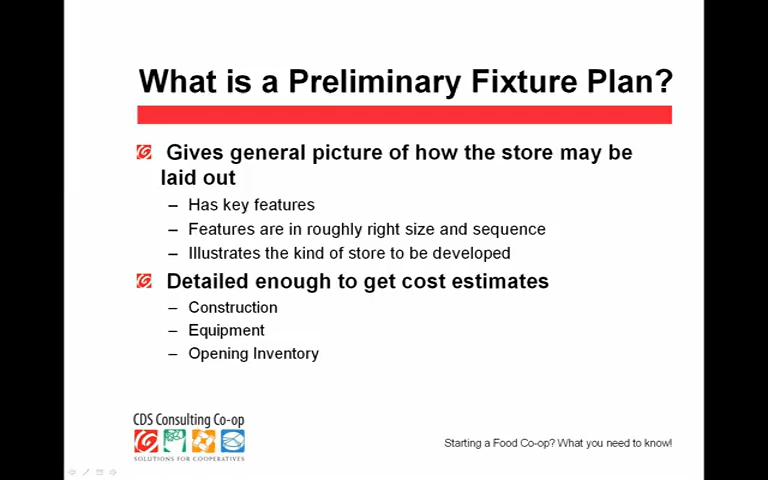 What is a Preliminary Fixture Plan?
Gives general picture of how the store may be
laid out
– Has key features
– Features are in roughly right size and sequence
– Illustrates the kind of store to be developed
Detailed enough to get cost estimates
– Construction
– Equipment
– Opening Inventory
CDS Consulting Co-op
SOLUTIONS FOR COOPERATIVES
Starting a Food Co-op? What you need to know!